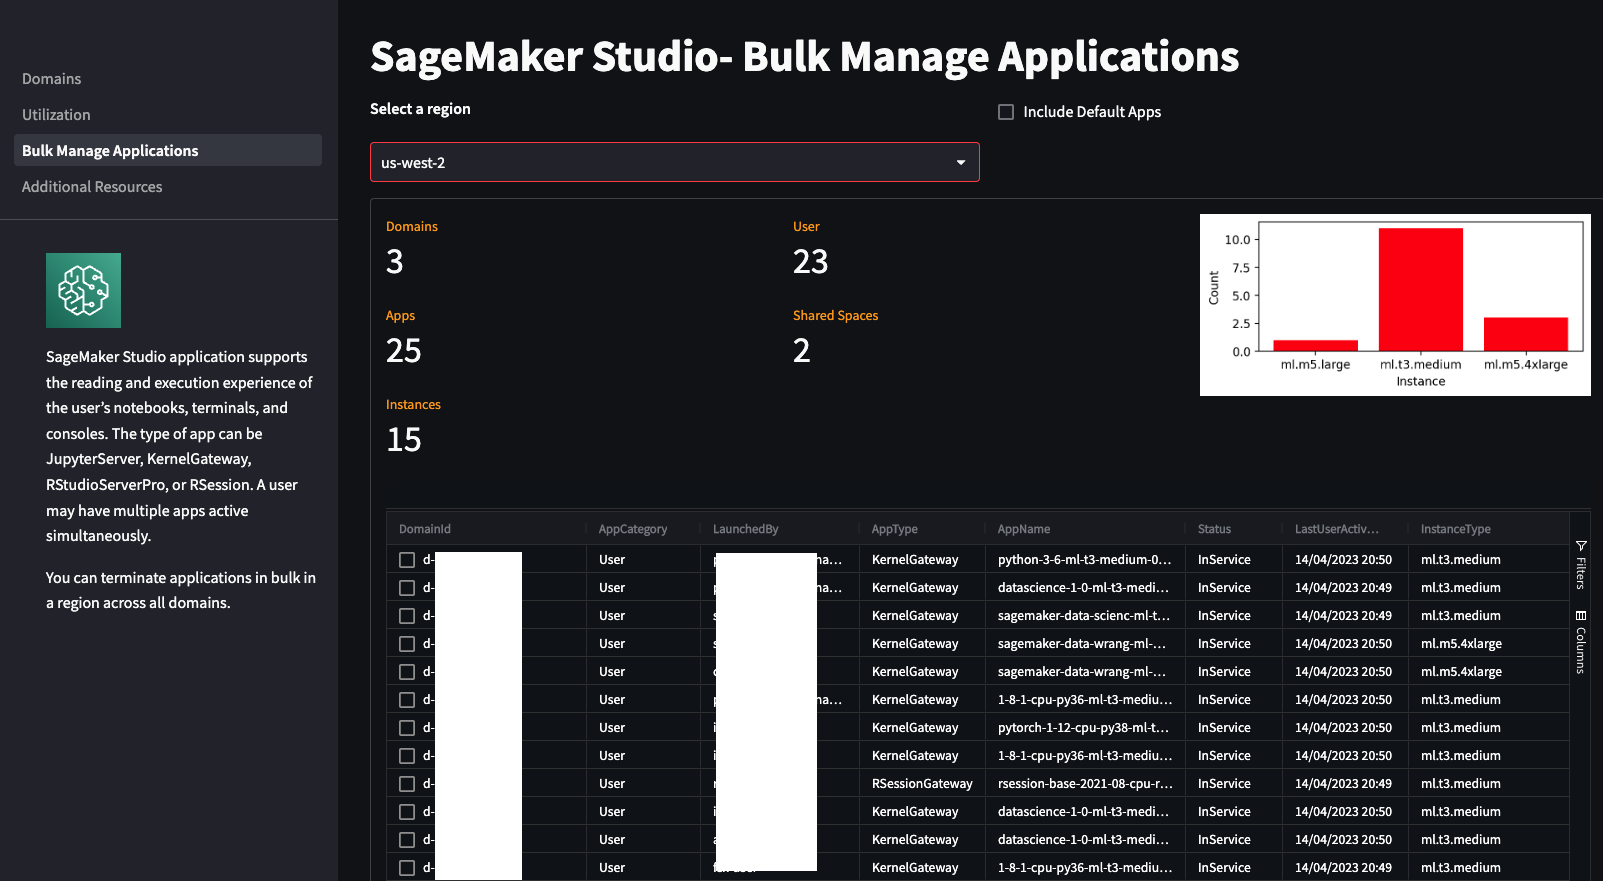 Domains
Utilization
Bulk Manage Applications
Additional Resources
SageMaker Studio application supports
the reading and execution experience of
the user's notebooks, terminals, and
consoles. The type of app can be
JupyterServer, KernelGateway,
RStudioServerPro, or RSession. A user
may have multiple apps active
simultaneously.
You can terminate applications in bulk in
a region across all domains.
SageMaker Studio- Bulk Manage Applications
Select a region
Include Default Apps
us-west-2
Domains
3
User
23
Apps
25
Shared Spaces
2
Instances
15
Count
10.0
7.5
5.0
2.5
0.0
ml.m5.large ml.t3.medium ml.m5.4xlarge
Instance
DomainId AppCategory LaunchedBy AppType AppName Status LastUserActiv... InstanceType
d- User na... KernelGateway python-3-6-ml-t3-medium-0... InService 14/04/2023 20:50 ml.t3.medium
d- User na... KernelGateway datascience-1-0-ml-t3-medi... InService 14/04/2023 20:49 ml.t3.medium
d- User KernelGateway sagemaker-data-scienc-ml-t... InService 14/04/2023 20:49 ml.t3.medium
d- User KernelGateway sagemaker-data-wrang-ml-... InService 14/04/2023 20:50 ml.m5.4xlarge
d- User KernelGateway sagemaker-data-wrang-ml-... InService 14/04/2023 20:50 ml.m5.4xlarge
d- User na... KernelGateway 1-8-1-cpu-py36-ml-t3-mediu... InService 14/04/2023 20:50 ml.t3.medium
d- User KernelGateway pytorch-1-12-cpu-py38-ml-t... InService 14/04/2023 20:50 ml.t3.medium
d- User KernelGateway 1-8-1-cpu-py36-ml-t3-mediu... InService 14/04/2023 20:50 ml.t3.medium
d- User RSessionGateway rsession-base-2021-08-cpu-r... InService 14/04/2023 20:49 ml.t3.medium
d- User KernelGateway datascience-1-0-ml-t3-medi... InService 14/04/2023 20:50 ml.t3.medium
d- User KernelGateway datascience-1-0-ml-t3-medi... InService 14/04/2023 20:50 ml.t3.medium
d- User KernelGateway 1-8-1-cpu-py36-ml-t3-mediu... InService 14/04/2023 20:49 ml.t3.medium
Filters
Columns